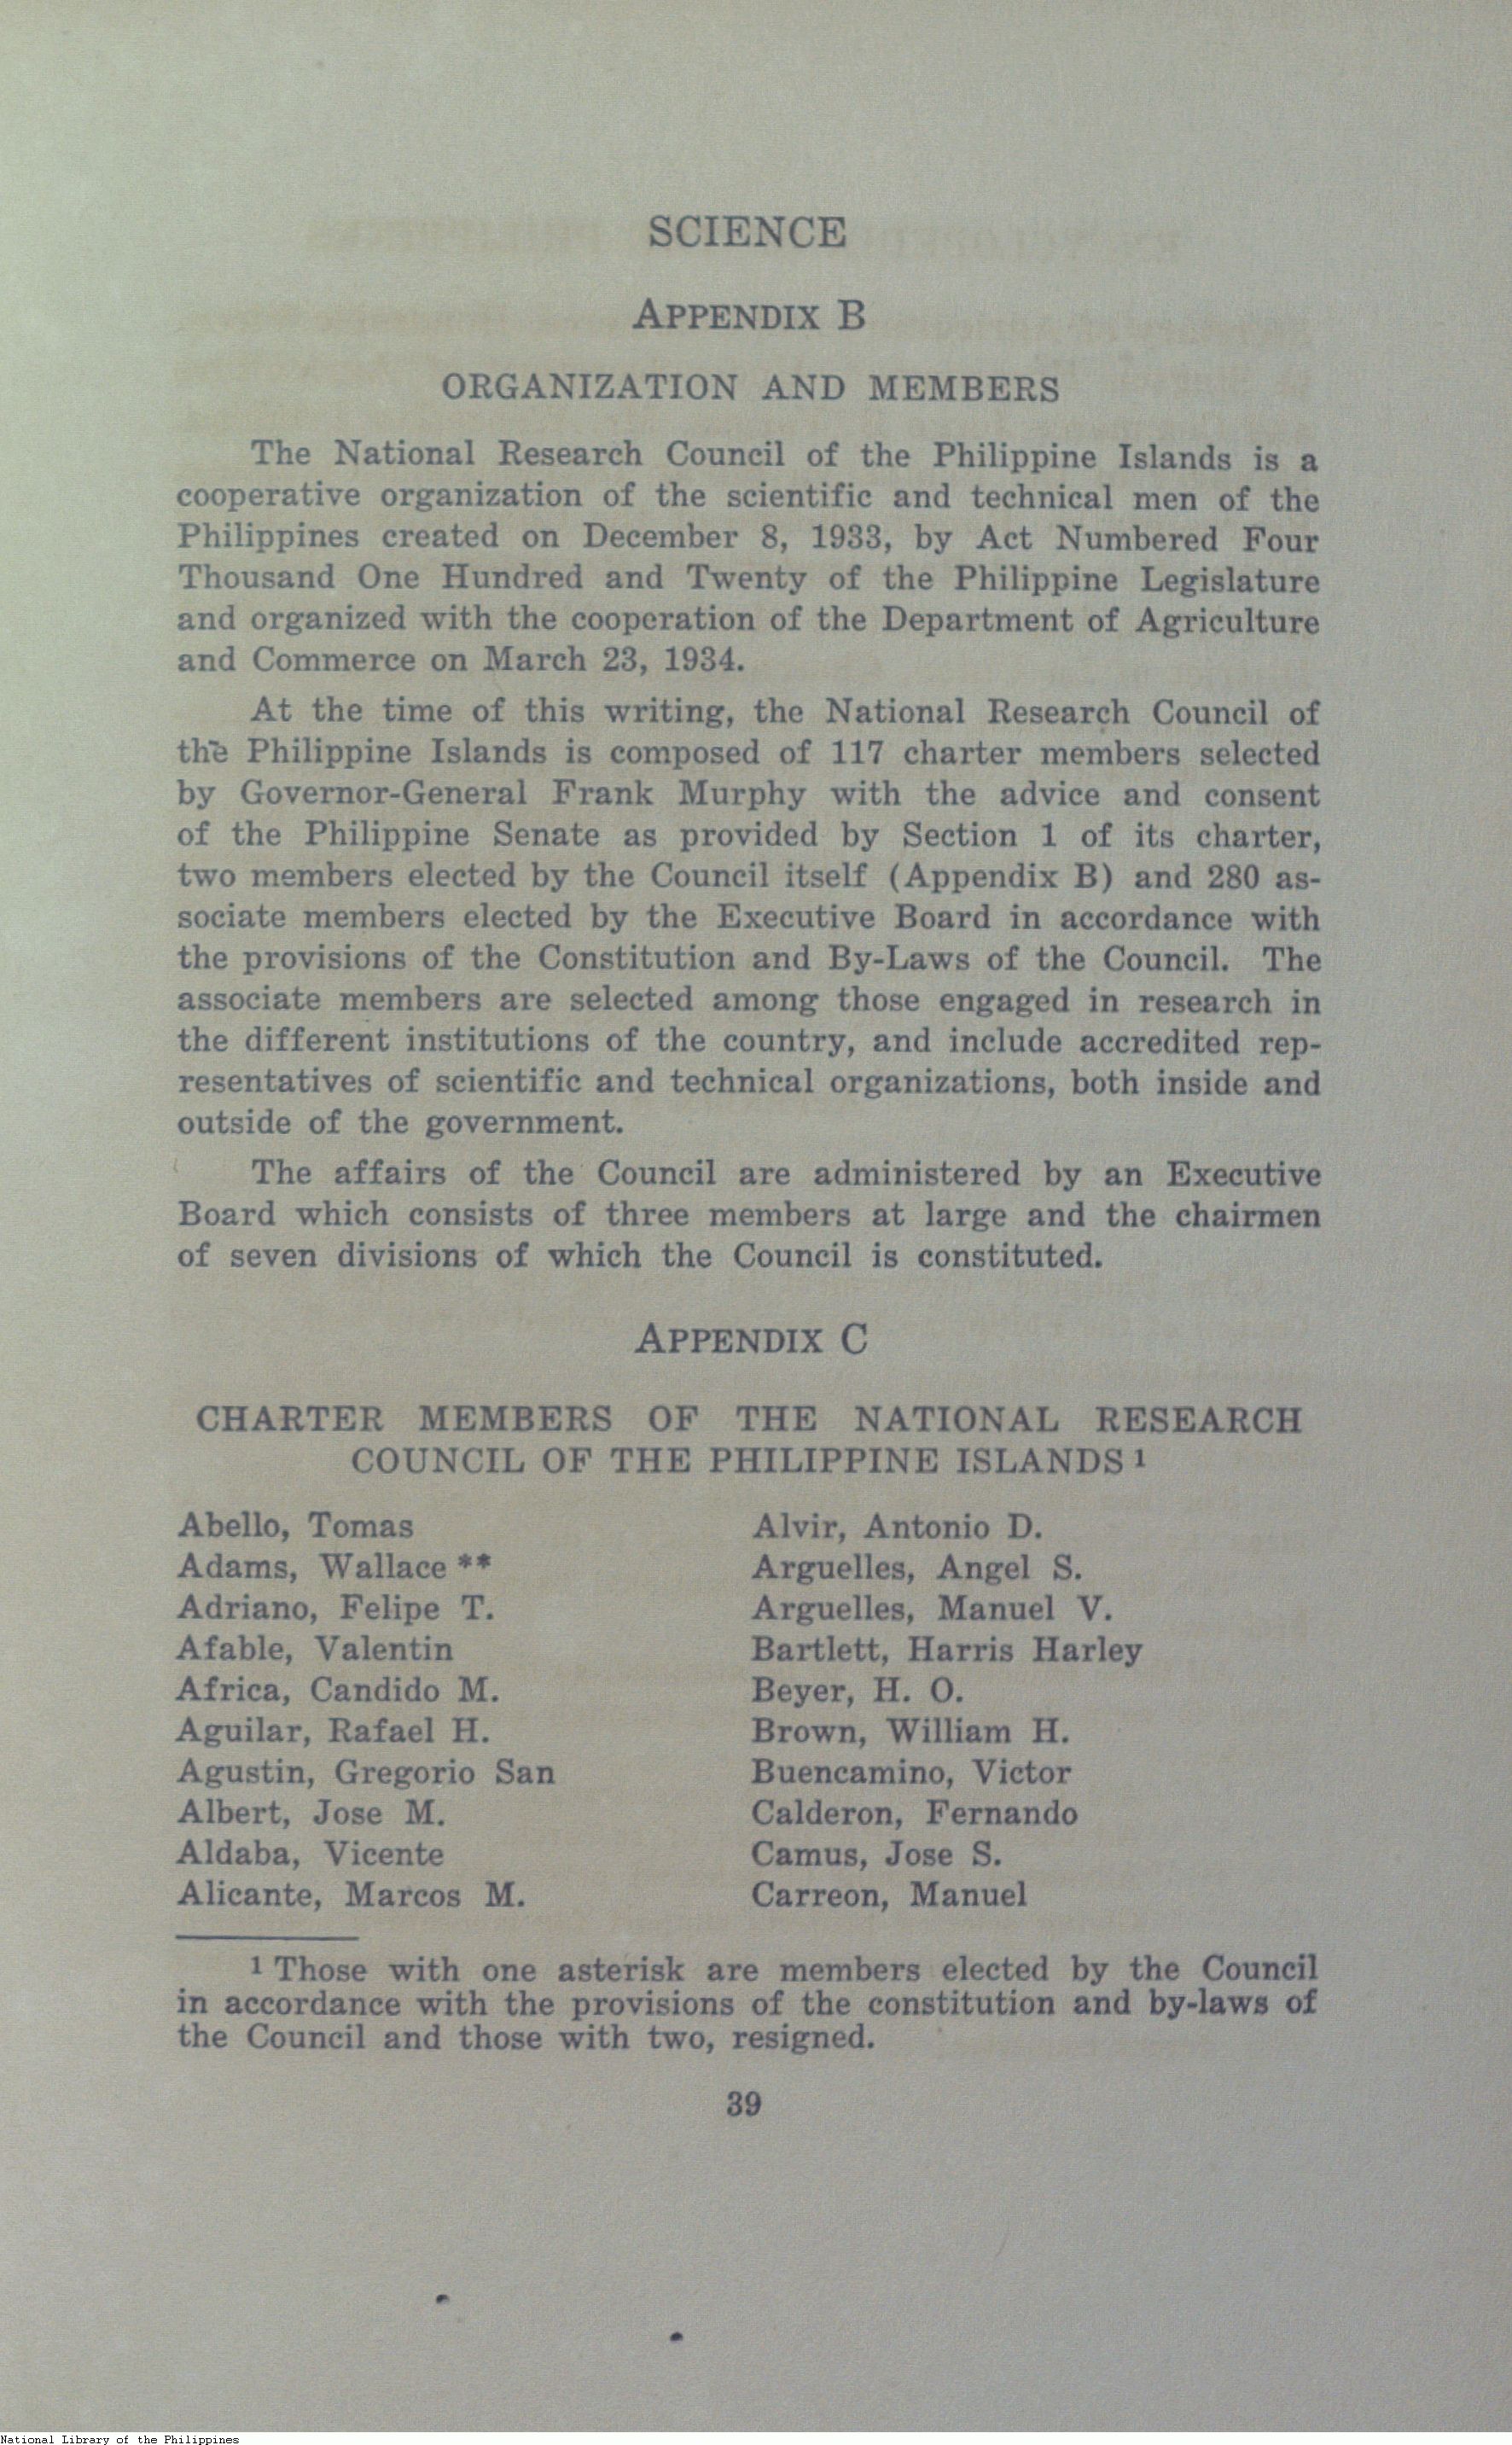 SCIENCE
APPENDIX B
ORGANIZATION AND MEMBERS
The National Research Council of the Philippine Islands is a
cooperative organization of the scientific and technical men of the
Philippines created on December 8, 1933, by Act Numbered Four
Thousand One Hundred and Twenty of the Philippine Legislature
and organized with the cooperation of the Department of Agriculture
and Commerce on March 23, 1934.
At the time of this writing, the National Research Council of
the Philippine Islands is composed of 117 charter members selected
by Governor-General Frank Murphy with the advice and consent
of the Philippine Senate as provided by Section 1 of its charter,
two members elected by the Council itself (Appendix B) and 280 as-
sociate members elected by the Executive Board in accordance with
the provisions of the Constitution and By-Laws of the Council. The
associate members are selected among those engaged in research in
the different institutions of the country, and include accredited rep-
resentatives of scientific and technical organizations, both inside and
outside of the government.
The affairs of the Council are administered by an Executive
Board which consists of three members at large and the chairmen
of seven divisions of which the Council is constituted.
APPENDIX C
CHARTER MEMBERS OF THE NATIONAL RESEARCH
COUNCIL OF THE PHILIPPINE ISLANDS 1
Abello, Tomas
Adams, Wallace **
Adriano, Felipe T.
Afable, Valentin
Africa, Candido M.
Aguilar, Rafael H.
Agustin, Gregorio San
Albert, Jose M.
Aldaba, Vicente
Alicante, Marcos M.
Alvir, Antonio D.
Arguelles, Angel S.
Arguelles, Manuel V.
Bartlett, Harris Harley
Beyer, H. O.
Brown, William H.
Buencamino, Victor
Calderon, Fernando
Camus, Jose S.
Carreon, Manuel
1 Those with one asterisk are members elected by the Council
in accordance with the provisions of the constitution and by-laws of
the Council and those with two, resigned.
39
National Library of the Philippines